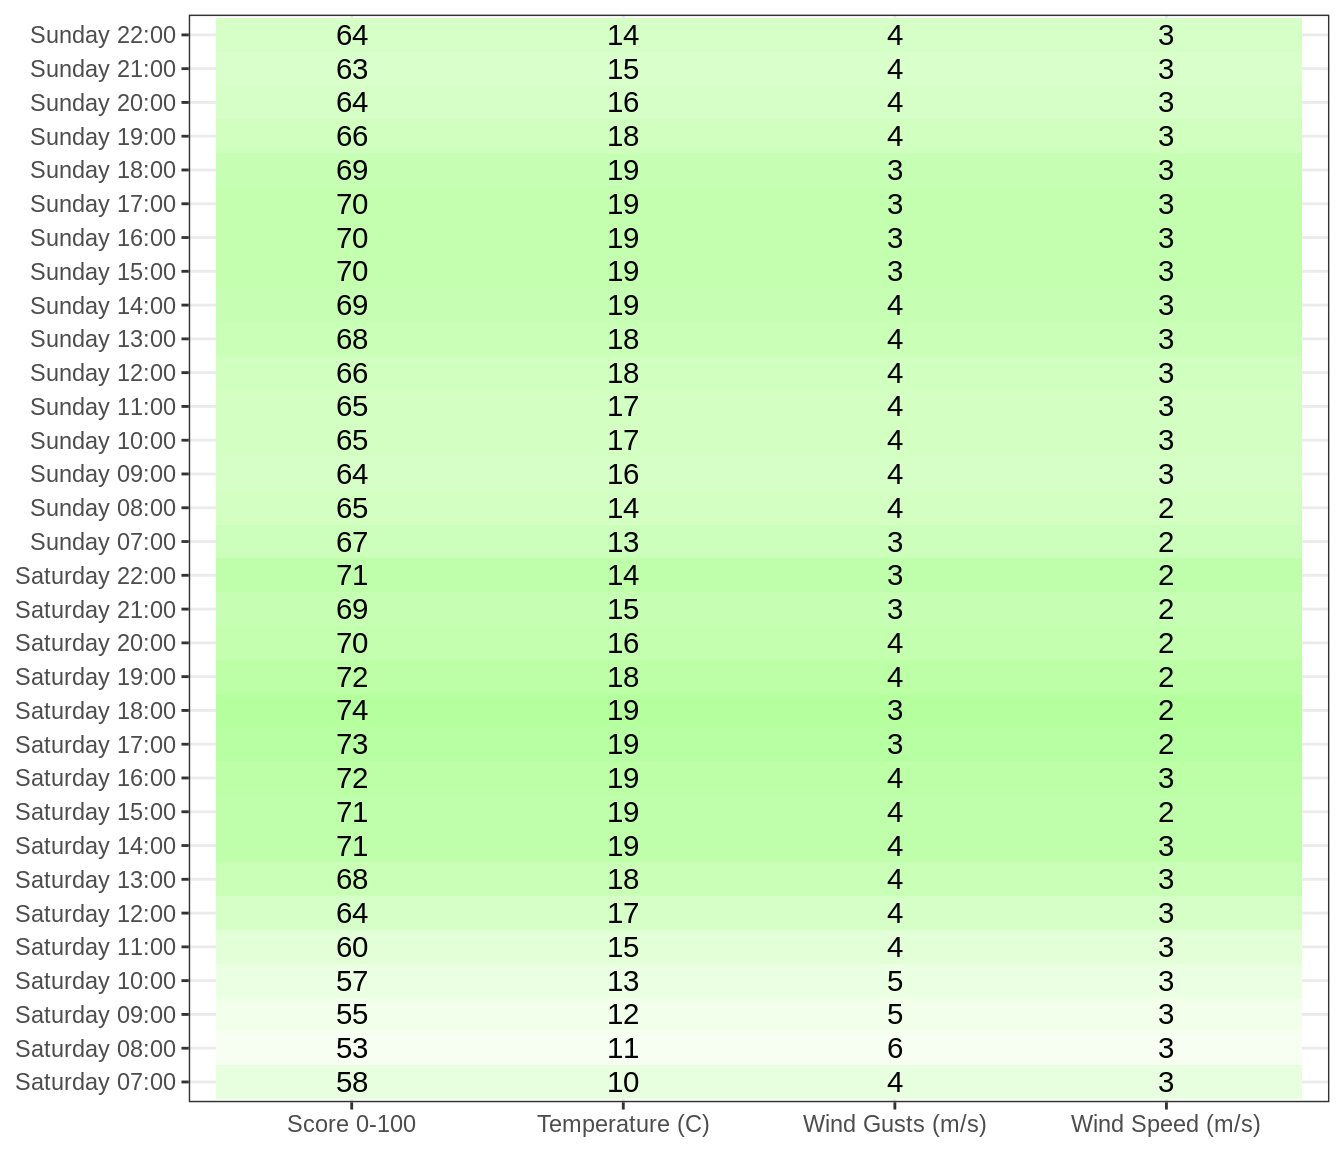 Sunday 22:00 64 14 4 3
Sunday 21:00 63 15 4 3
Sunday 20:00 64 16 4 3
Sunday 19:00 66 18 4 3
Sunday 18:00 69 19 3 3
Sunday 17:00 70 19 3 3
Sunday 16:00 70 19 3 3
Sunday 15:00 70 19 3 3
Sunday 14:00 69 19 4 3
Sunday 13:00 68 18 4 3
Sunday 12:00 66 18 4 3
Sunday 11:00 65 17 4 3
Sunday 10:00 65 17 4 3
Sunday 09:00 64 16 4 3
Sunday 08:00 65 14 4 2
Sunday 07:00 67 13 3 2
Saturday 22:00 71 14 3 2
Saturday 21:00 69 15 3 2
Saturday 20:00 70 16 4 2
Saturday 19:00 72 18 4 2
Saturday 18:00 74 19 3 2
Saturday 17:00 73 19 3 2
Saturday 16:00 72 19 4 3
Saturday 15:00 71 19 4 2
Saturday 14:00 71 19 4 3
Saturday 13:00 68 18 4 3
Saturday 12:00 64 17 4 3
Saturday 11:00 60 15 4 3
Saturday 10:00 57 13 5 3
Saturday 09:00 55 12 5 3
Saturday 08:00 53 11 6 3
Saturday 07:00 58 10 4 3
Score 0-100 Temperature (C) Wind Gusts (m/s) Wind Speed (m/s)